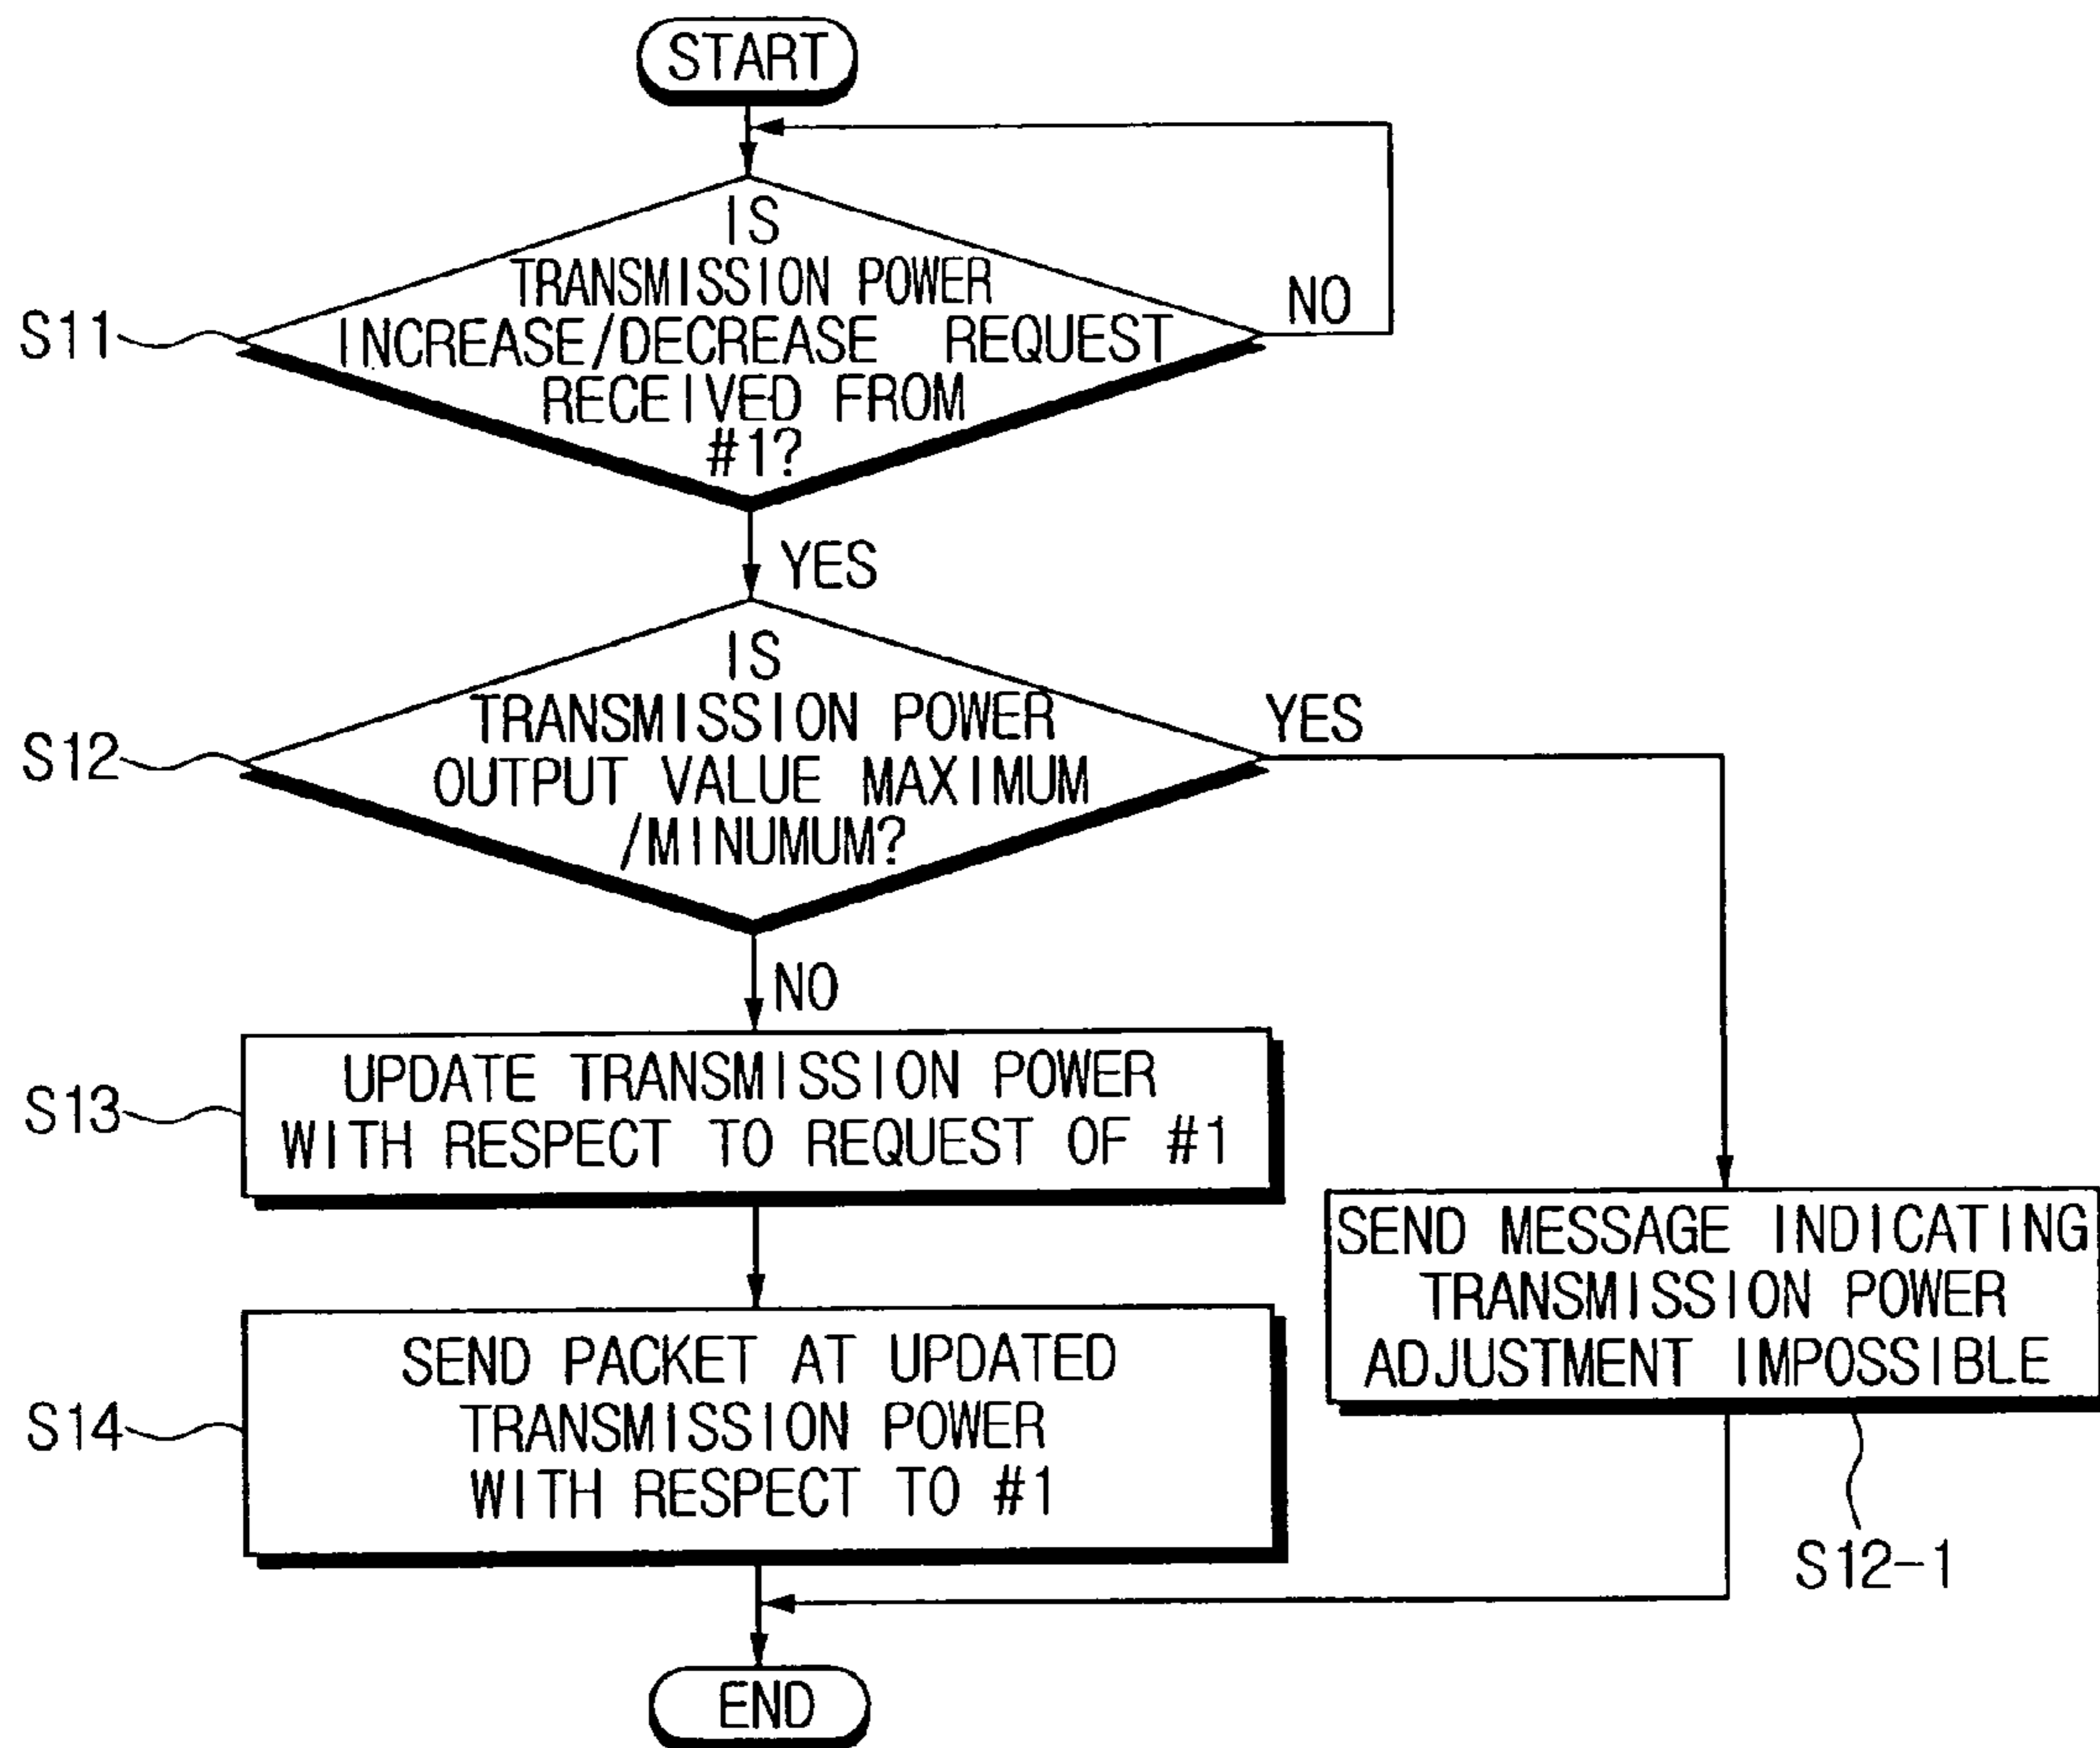 START
IS
TRANSMISSION POWER
INCREASE/DECREASE REQUEST
RECEIVED FROM
#1?
NO
S11
YES
IS
TRANSMISSION POWER
OUTPUT VALUE MAXIMUM
/MINUMUM?
YES
S12
NO
UPDATE TRANSMISSION POWER
WITH RESPECT TO REQUEST OF #1
S13
SEND MESSAGE INDICATING
TRANSMISSION POWER
ADJUSTMENT IMPOSSIBLE
S12-1
SEND PACKET AT UPDATED
TRANSMISSION POWER
WITH RESPECT TO #1
S14
END